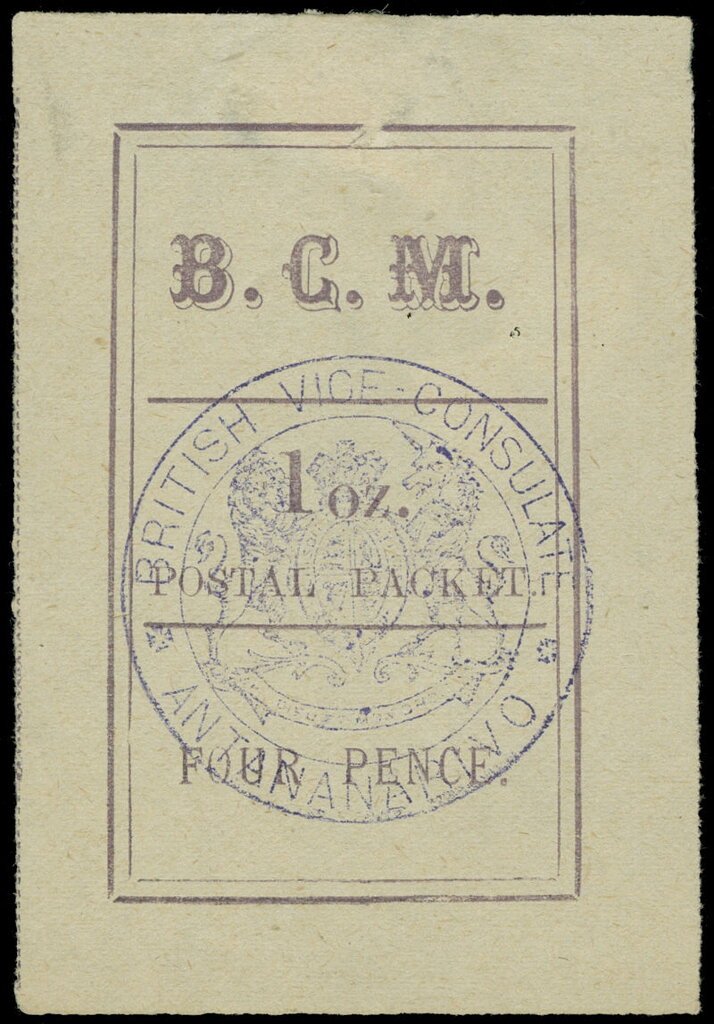 B. C. M.
BRITISH VICE-CONSULATE
1 oz.
POSTAL PACKET.
FOUR PENCE.
ANTANANARIVO